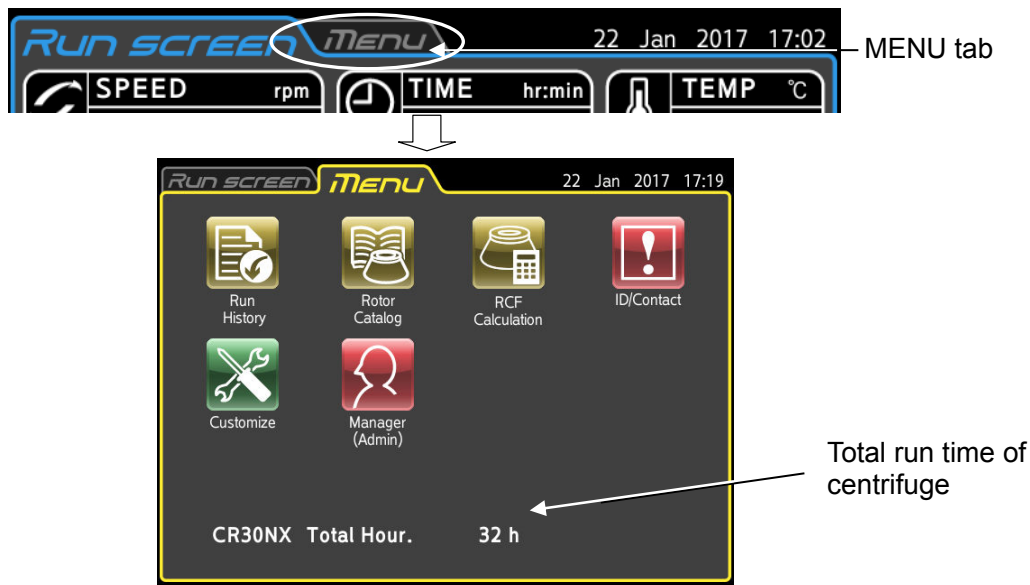 Run screen Menu 22 Jan 2017 17:02
MENU tab
SPEED rpm TIME hr:min TEMP °C
Run screen Menu 22 Jan 2017 17:19
Run Rotor RCF ID/Contact
History Catalog Calculation
Customize Manager
(Admin)
Total run time of
centrifuge
CR30NX Total Hour. 32 h